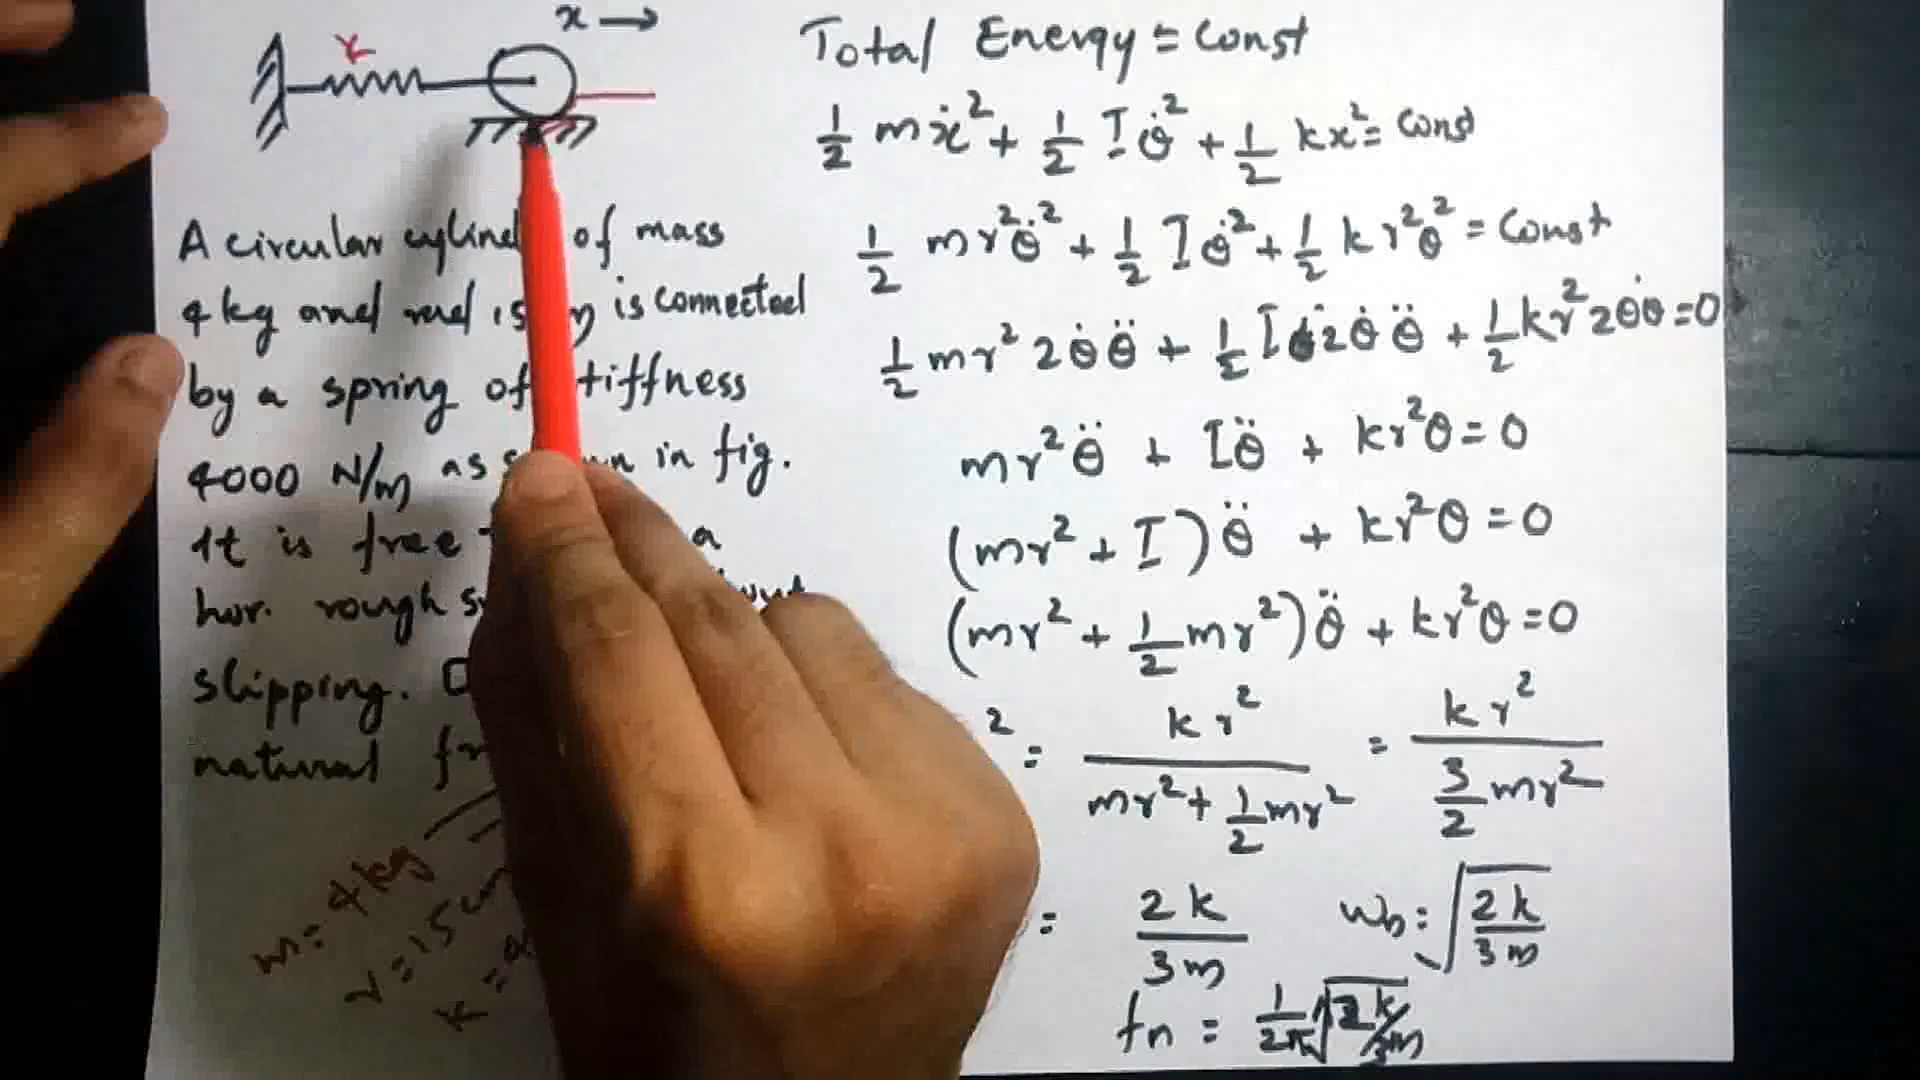 x →
k
A circular cylind of mass
4 kg and rad 15 is connected
by a spring of tiffness
4000 N/m as in fig.
It is free a
hor. rough
slipping.
natural
m = 4 kg
r = 15 cm
k =
Total Energy = Const
1/2 mẋ² + 1/2 Iθ̇² + 1/2 kx² = Const
1/2 mr²θ̇² + 1/2 Iθ̇² + 1/2 kr²θ² = Const
1/2 mr² 2θ̇θ̈ + 1/2 I 2θ̇θ̈ + 1/2 kr² 2θθ̇ = 0
mr²θ̈ + Iθ̈ + kr²θ = 0
(mr² + I)θ̈ + kr²θ = 0
(mr² + 1/2 mr²)θ̈ + kr²θ = 0
² = kr² / (mr² + 1/2 mr²) = kr² / (3/2 mr²)
= 2k/3m ωn = √(2k/3m)
fn = 1/2π √(2k/3m)